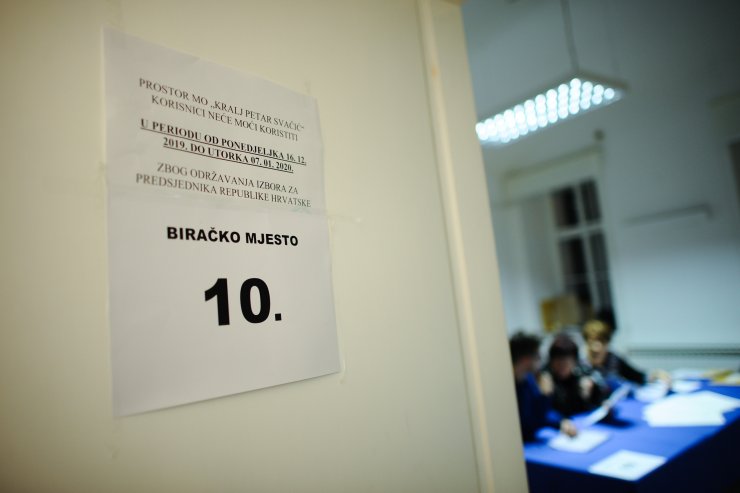 PROSTOR MO „KRALJ PETAR SVAČIĆ“
KORISNICI NEĆE MOĆI KORISTITI
U PERIODU OD PONEDJELJKA 16. 12.
2019. DO UTORKA 07. 01. 2020.
ZBOG ODRŽAVANJA IZBORA ZA
PREDSJEDNIKA REPUBLIKE HRVATSKE
BIRAČKO MJESTO
10.